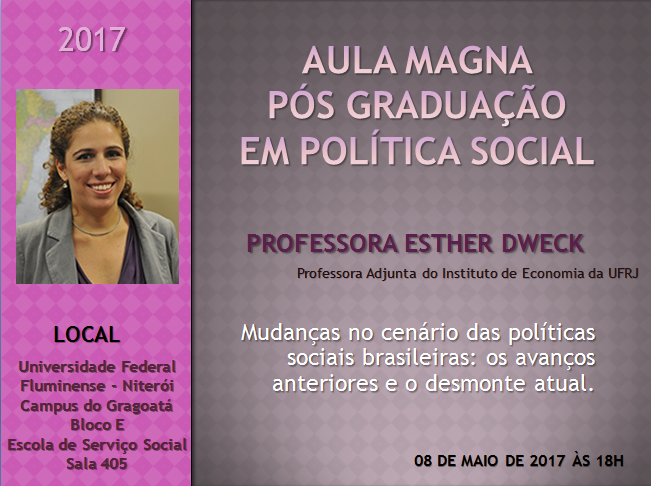 2017
AULA MAGNA
PÓS GRADUAÇÃO
EM POLÍTICA SOCIAL
PROFESSORA ESTHER DWECK
Professora Adjunta do Instituto de Economia da UFRJ
LOCAL
Universidade Federal
Fluminense - Niterói
Campus do Gragoatá
Bloco E
Escola de Serviço Social
Sala 405
Mudanças no cenário das políticas
sociais brasileiras: os avanços
anteriores e o desmonte atual.
08 DE MAIO DE 2017 ÀS 18H